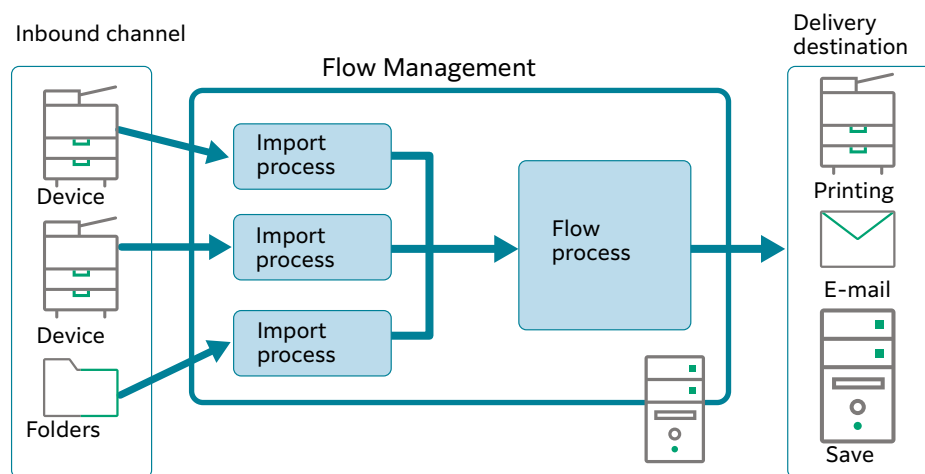 Inbound channel
Device
Device
Folders
Flow Management
Import
process
Import
process
Import
process
Flow
process
Delivery
destination
Printing
E-mail
Save